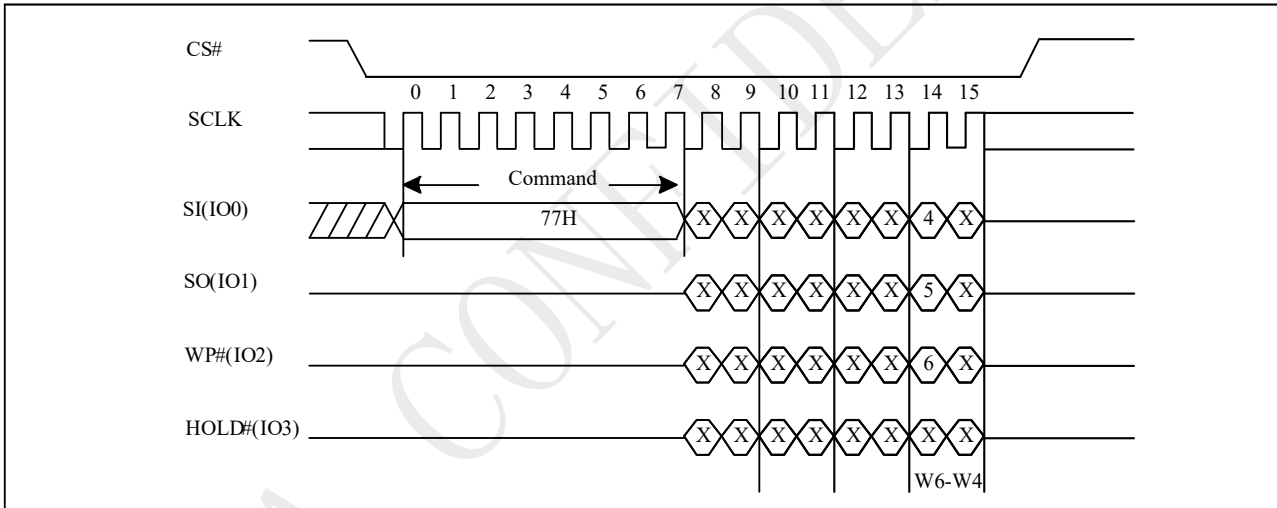 CS#
0 1 2 3 4 5 6 7 8 9 10 11 12 13 14 15
SCLK
Command
SI(IO0) 77H X X X X X X 4 X
SO(IO1) X X X X X X 5 X
WP#(IO2) X X X X X X 6 X
HOLD#(IO3) X X X X X X X X
W6-W4